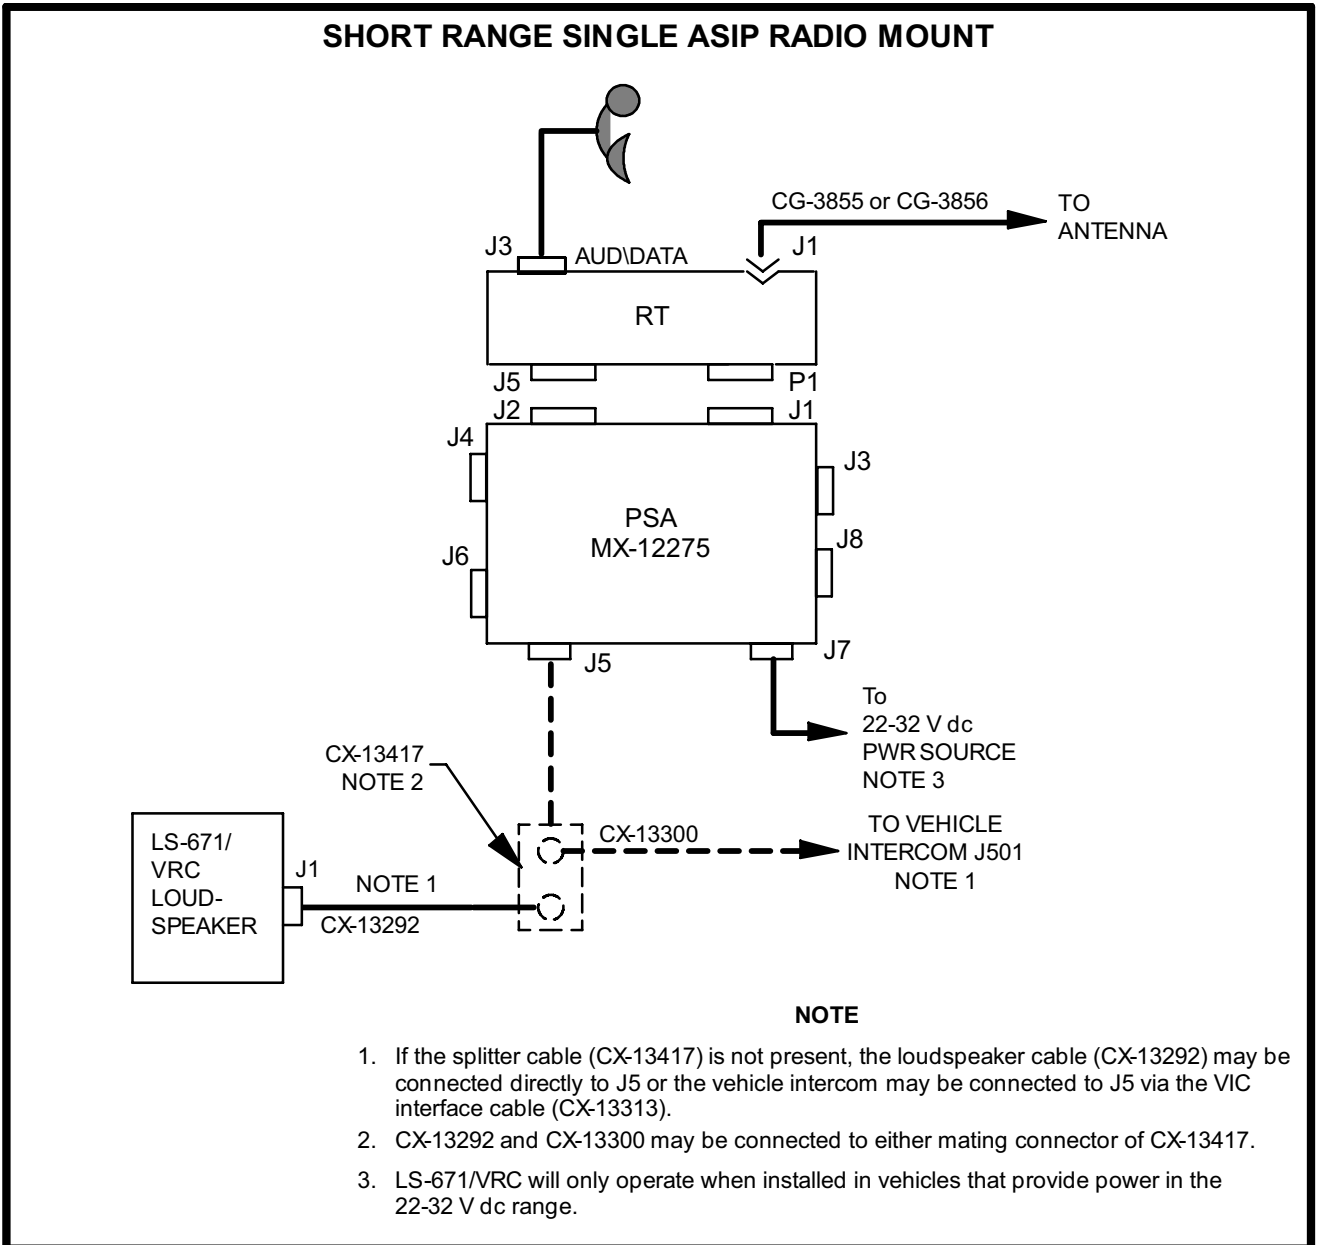 SHORT RANGE SINGLE ASIP RADIO MOUNT
CG-3855 or CG-3856
TO
ANTENNA
J3
AUD\DATA
J1
RT
J5
P1
J2
J1
J4
J3
PSA
MX-12275
J6
J8
J5
J7
To
22-32 V dc
PWR SOURCE
NOTE 3
CX-13417
NOTE 2
CX-13300
TO VEHICLE
INTERCOM J501
NOTE 1
LS-671/
VRC
LOUD-
SPEAKER
J1
NOTE 1
CX-13292
NOTE
1. If the splitter cable (CX-13417) is not present, the loudspeaker cable (CX-13292) may be
connected directly to J5 or the vehicle intercom may be connected to J5 via the VIC
interface cable (CX-13313).
2. CX-13292 and CX-13300 may be connected to either mating connector of CX-13417.
3. LS-671/VRC will only operate when installed in vehicles that provide power in the
22-32 V dc range.